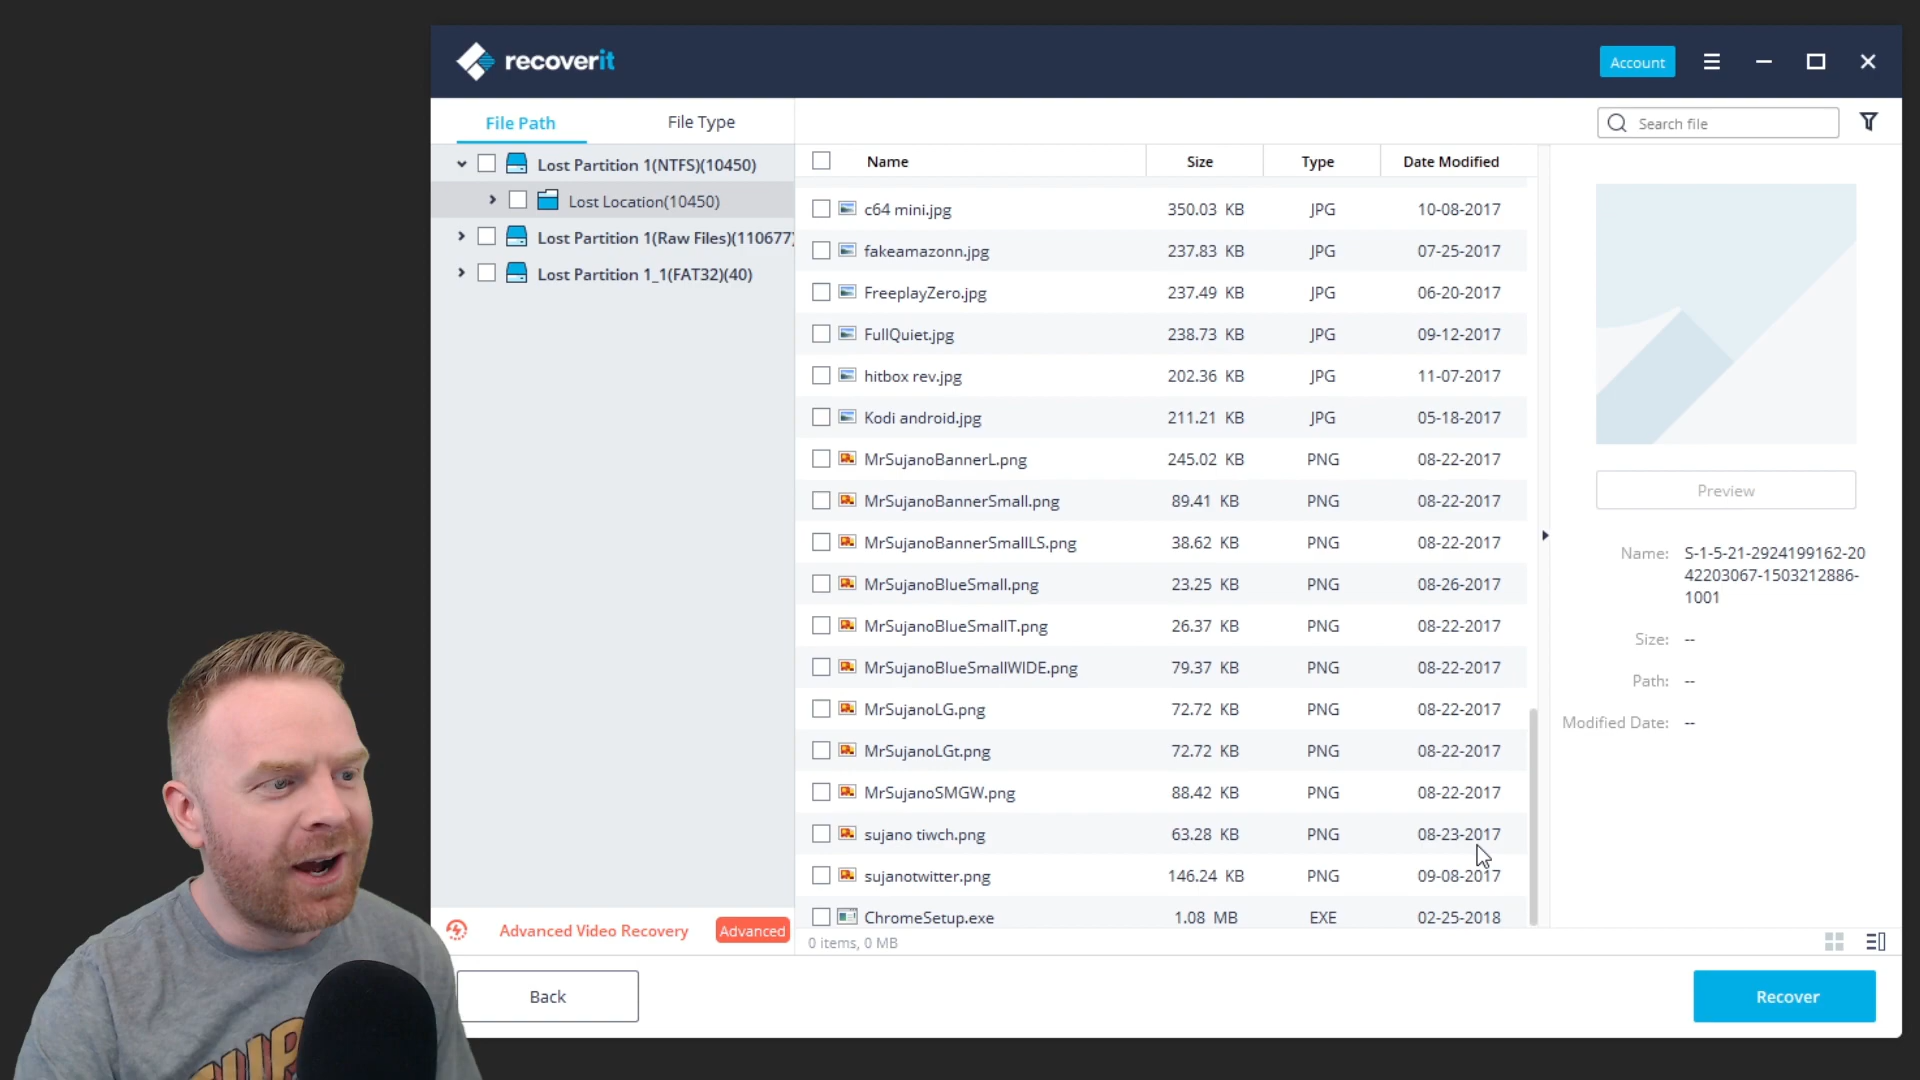 recoverit
Account
File Path
File Type
Search file
Lost Partition 1(NTFS)(10450)
Lost Location(10450)
Lost Partition 1(Raw Files)(110677)
Lost Partition 1_1(FAT32)(40)
Name Size Type Date Modified
c64 mini.jpg 350.03 KB JPG 10-08-2017
fakeamazonn.jpg 237.83 KB JPG 07-25-2017
FreeplayZero.jpg 237.49 KB JPG 06-20-2017
FullQuiet.jpg 238.73 KB JPG 09-12-2017
hitbox rev.jpg 202.36 KB JPG 11-07-2017
Kodi android.jpg 211.21 KB JPG 05-18-2017
MrSujanoBannerL.png 245.02 KB PNG 08-22-2017
MrSujanoBannerSmall.png 89.41 KB PNG 08-22-2017
MrSujanoBannerSmallLS.png 38.62 KB PNG 08-22-2017
MrSujanoBlueSmall.png 23.25 KB PNG 08-26-2017
MrSujanoBlueSmallT.png 26.37 KB PNG 08-22-2017
MrSujanoBlueSmallWIDE.png 79.37 KB PNG 08-22-2017
MrSujanoLG.png 72.72 KB PNG 08-22-2017
MrSujanoLGt.png 72.72 KB PNG 08-22-2017
MrSujanoSMGW.png 88.42 KB PNG 08-22-2017
sujano tiwch.png 63.28 KB PNG 08-23-2017
sujanotwitter.png 146.24 KB PNG 09-08-2017
ChromeSetup.exe 1.08 MB EXE 02-25-2018
Preview
Name: S-1-5-21-2924199162-20
42203067-1503212886-
1001
Size: --
Path: --
Modified Date: --
Advanced Video Recovery Advanced
0 items, 0 MB
Back
Recover